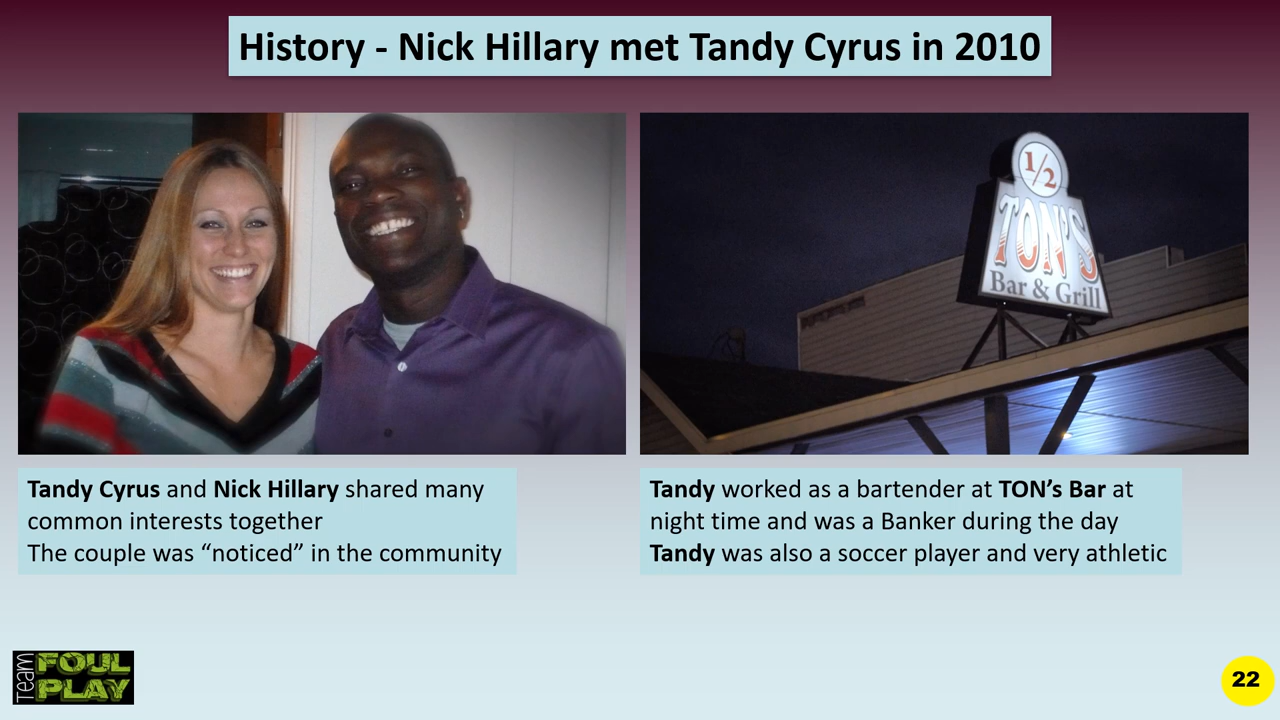 History - Nick Hillary met Tandy Cyrus in 2010
1/2
TON'S
Bar & Grill
Tandy Cyrus and Nick Hillary shared many
common interests together
The couple was “noticed” in the community
Tandy worked as a bartender at TON’s Bar at
night time and was a Banker during the day
Tandy was also a soccer player and very athletic
Team
FOUL
PLAY
22